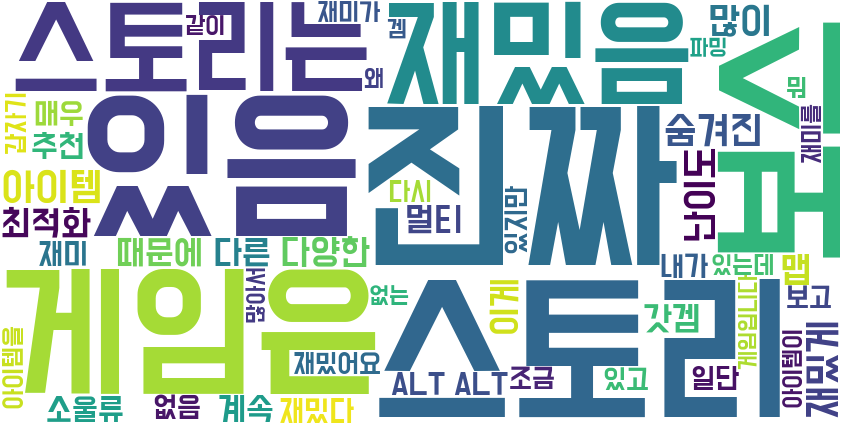 스토리는
같이
재미가
겜
재밌음
많이
파밍
왜
뭐
시보
재미를
갑자기
매우
추천
있음
진짜
숨겨진
난이도
아이템
최적화
다시
멀티
있지만
재미
때문에
다른
다양한
내가
있는데
맵
게임은
많아서
없는
스토리
이게
갓겜
게임입니다
보고
아이템을
재밌어요
ALT ALT
조금
있고
일단
아이템이
재밌게
소울류
없음
계속
재밌다